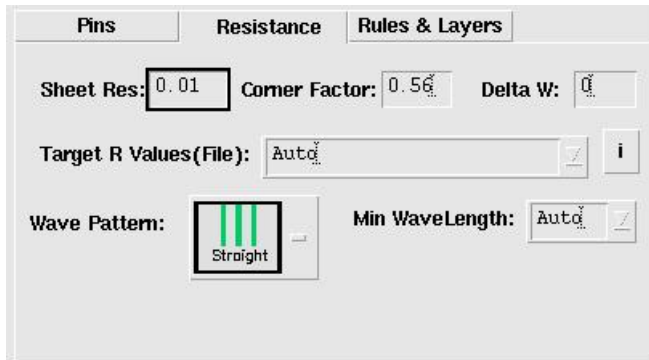 Pins Resistance Rules & Layers
Sheet Res: 0.01 Corner Factor: 0.56 Delta W: 0
Target R Values(File): Auto i
Wave Pattern: Straight Min WaveLength: Auto